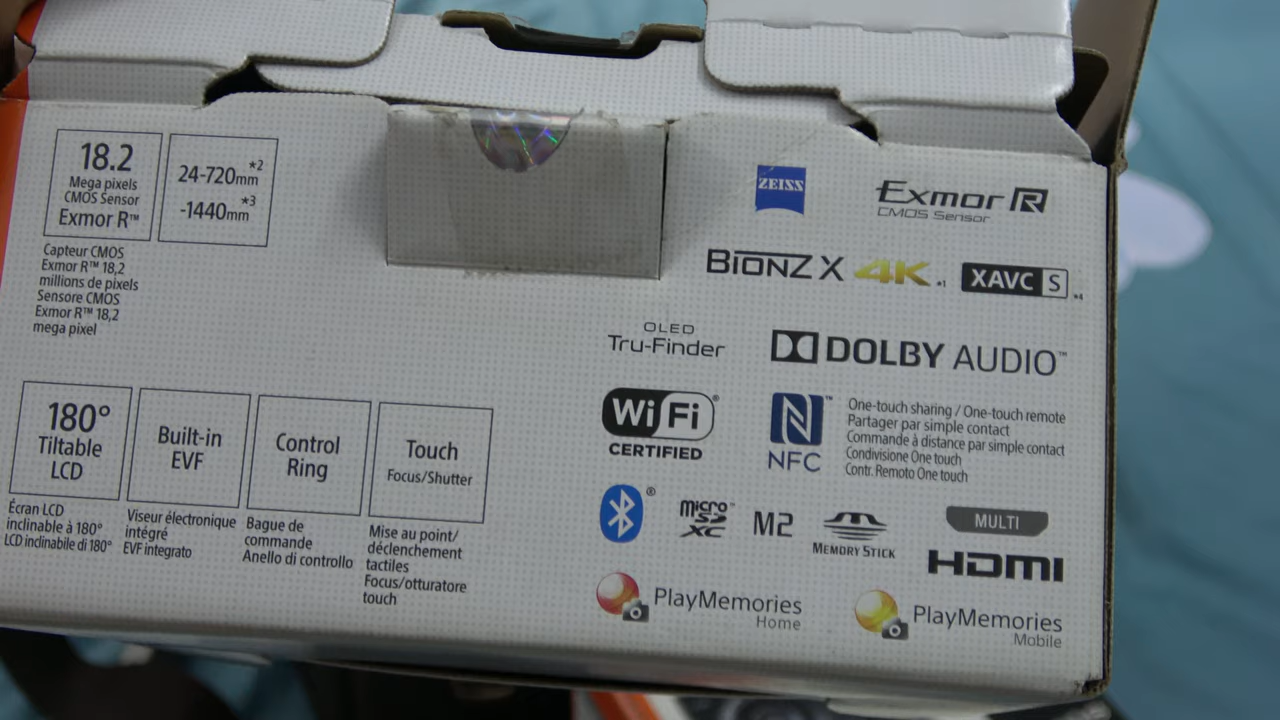 18.2
Mega pixels
CMOS Sensor
Exmor R™
24-720mm*2
-1440mm*3
Capteur CMOS
Exmor R™ 18,2
millions de pixels
Sensore CMOS
Exmor R™ 18,2
mega pixel
180°
Tiltable
LCD
Écran LCD
inclinable à 180°
LCD inclinabile di 180°
Built-in
EVF
Viseur électronique
intégré
EVF integrato
Control
Ring
Bague de
commande
Anello di controllo
Touch
Focus/Shutter
Mise au point/
déclenchement
tactiles
Focus/otturatore
touch
ZEISS
Exmor R
CMOS Sensor
BIONZ X 4K *1 XAVC S *4
OLED
Tru-Finder
DOLBY AUDIO™
Wi Fi®
CERTIFIED
N™
NFC
One-touch sharing / One-touch remote
Partager par simple contact
Commande à distance par simple contact
Condivisione One touch
Contr. Remoto One touch
®
micro
SD™
XC
M2
MEMORY STICK
MULTI
HDMI
PlayMemories
Home
PlayMemories
Mobile